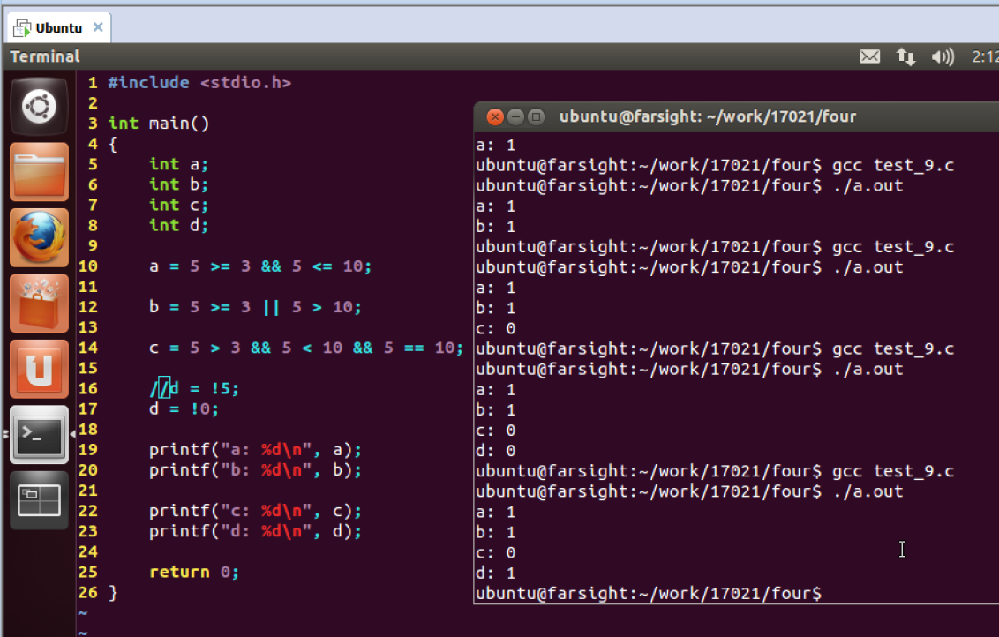 Ubuntu
Terminal
2:12
1 #include <stdio.h>
2
3 int main()
4 {
5 int a;
6 int b;
7 int c;
8 int d;
9
10 a = 5 >= 3 && 5 <= 10;
11
12 b = 5 >= 3 || 5 > 10;
13
14 c = 5 > 3 && 5 < 10 && 5 == 10;
15
16 //d = !5;
17 d = !0;
18
19 printf("a: %d\n", a);
20 printf("b: %d\n", b);
21
22 printf("c: %d\n", c);
23 printf("d: %d\n", d);
24
25 return 0;
26 }
~
~
ubuntu@farsight: ~/work/17021/four
a: 1
ubuntu@farsight:~/work/17021/four$ gcc test_9.c
ubuntu@farsight:~/work/17021/four$ ./a.out
a: 1
b: 1
ubuntu@farsight:~/work/17021/four$ gcc test_9.c
ubuntu@farsight:~/work/17021/four$ ./a.out
a: 1
b: 1
c: 0
ubuntu@farsight:~/work/17021/four$ gcc test_9.c
ubuntu@farsight:~/work/17021/four$ ./a.out
a: 1
b: 1
c: 0
d: 0
ubuntu@farsight:~/work/17021/four$ gcc test_9.c
ubuntu@farsight:~/work/17021/four$ ./a.out
a: 1
b: 1
c: 0
d: 1
ubuntu@farsight:~/work/17021/four$